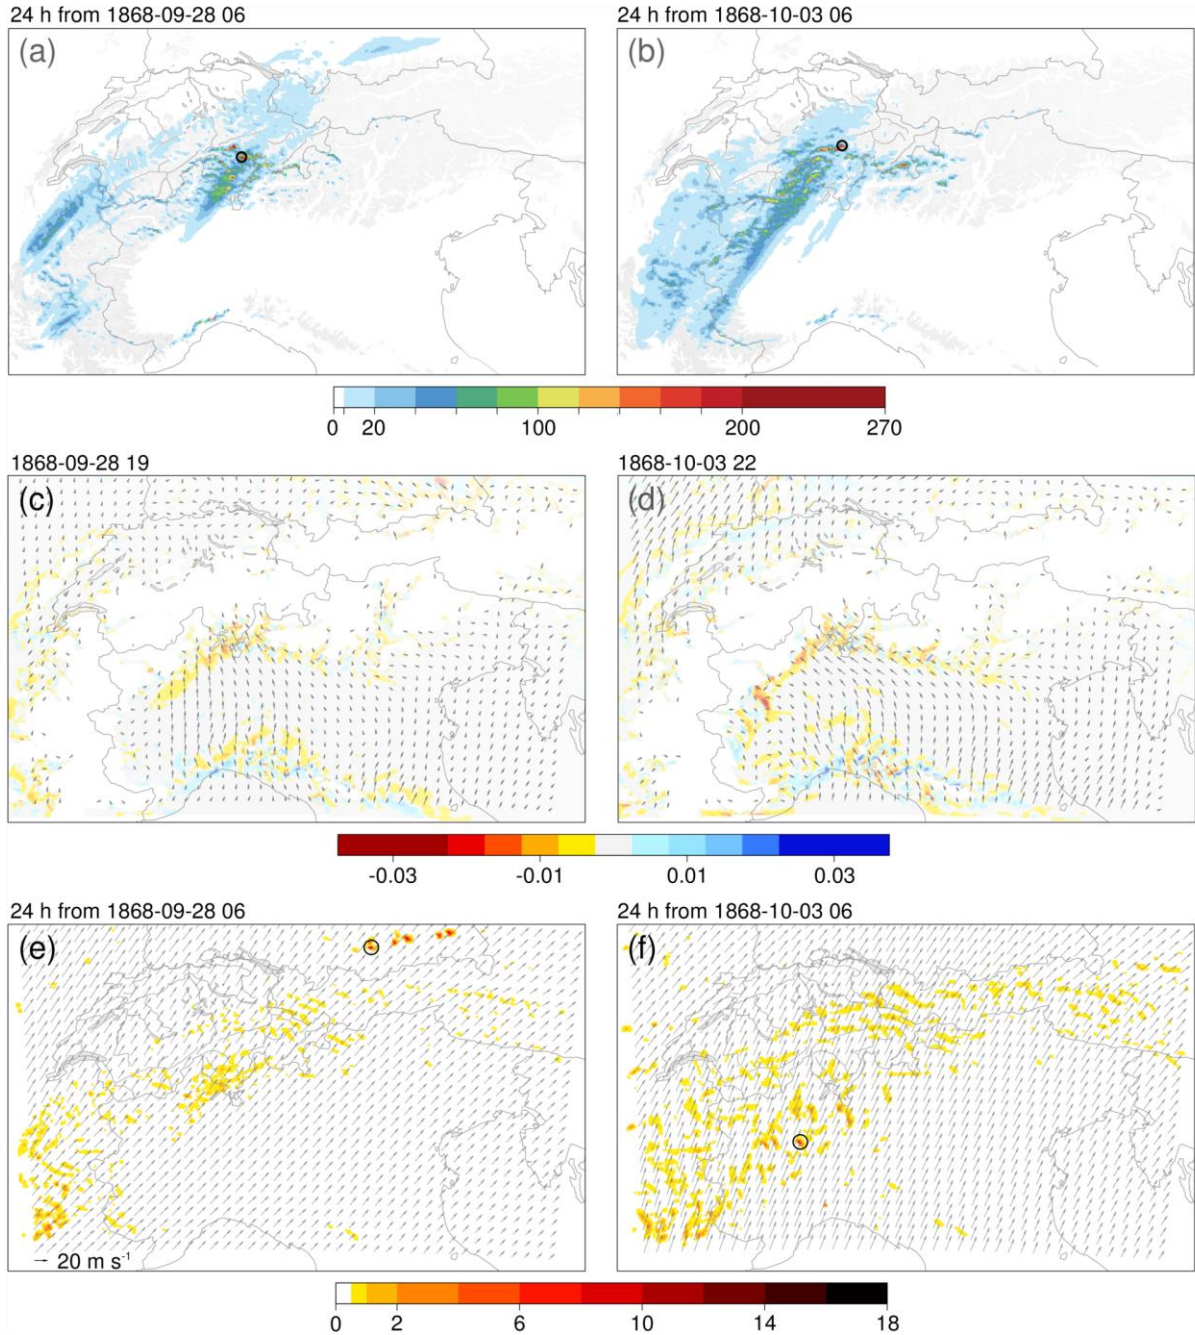 24 h from 1868-09-28 06
24 h from 1868-10-03 06
(a)
(b)
0 20 100 200 270
1868-09-28 19
1868-10-03 22
(c)
(d)
-0.03 -0.01 0.01 0.03
24 h from 1868-09-28 06
24 h from 1868-10-03 06
(e)
(f)
→ 20 m s⁻¹
0 2 6 10 14 18